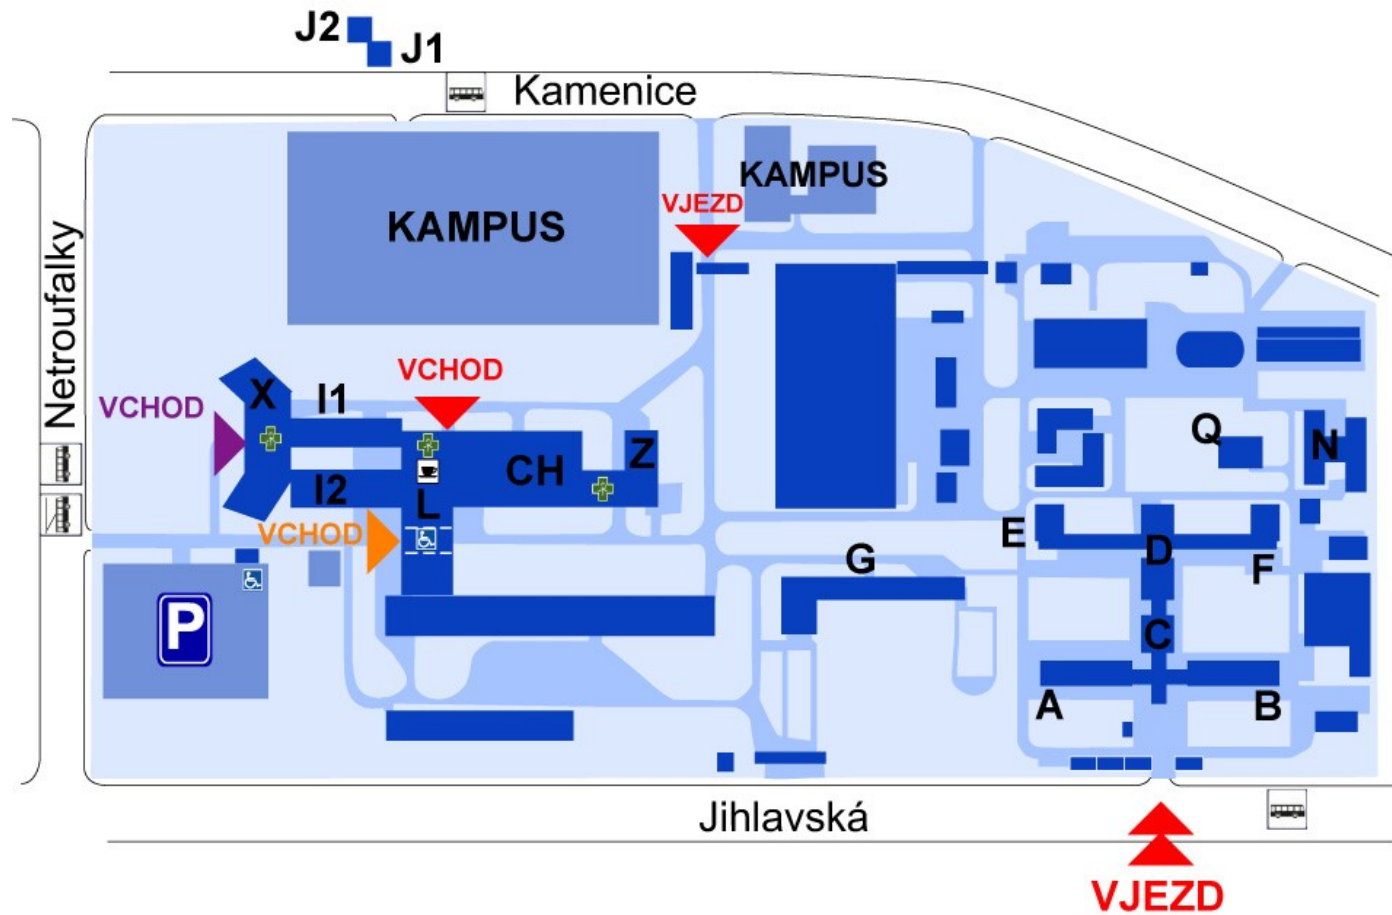 J2
J1
Kamenice
KAMPUS
KAMPUS
VJEZD
Netroufalky
VCHOD
X
I1
VCHOD
CH
Z
I2
L
VCHOD
P
Q
N
E
D
F
G
C
A
B
Jihlavská
VJEZD